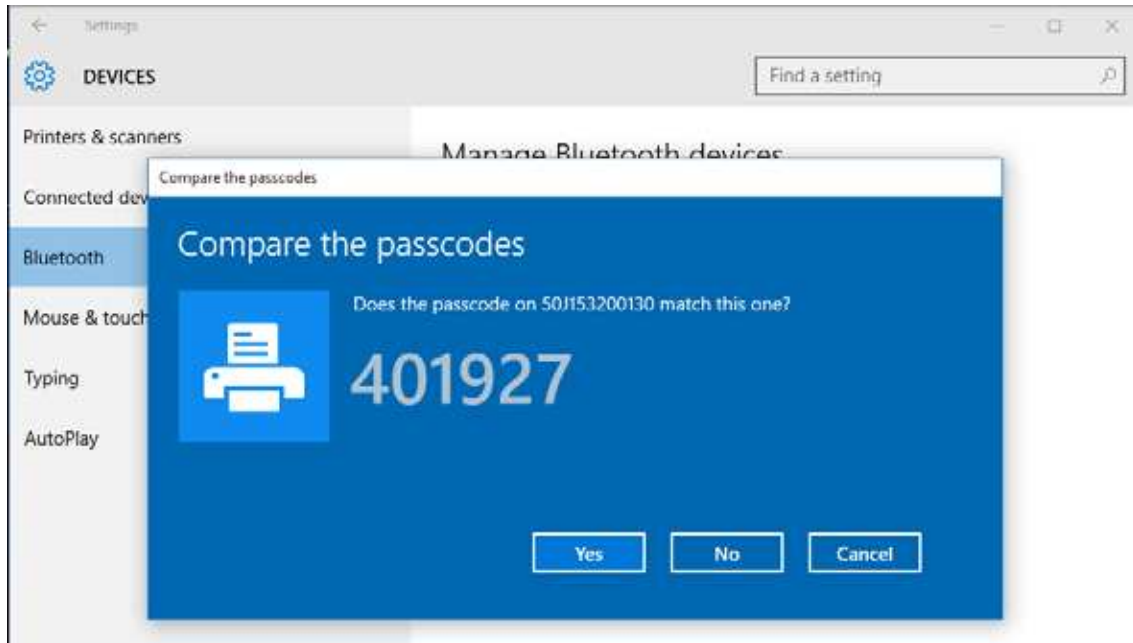 Settings
DEVICES
Find a setting
Printers & scanners
Manage Bluetooth devices
Connected dev
Bluetooth
Mouse & touch
Typing
AutoPlay
Compare the passcodes
Compare the passcodes
Does the passcode on 50J153200130 match this one?
401927
Yes
No
Cancel